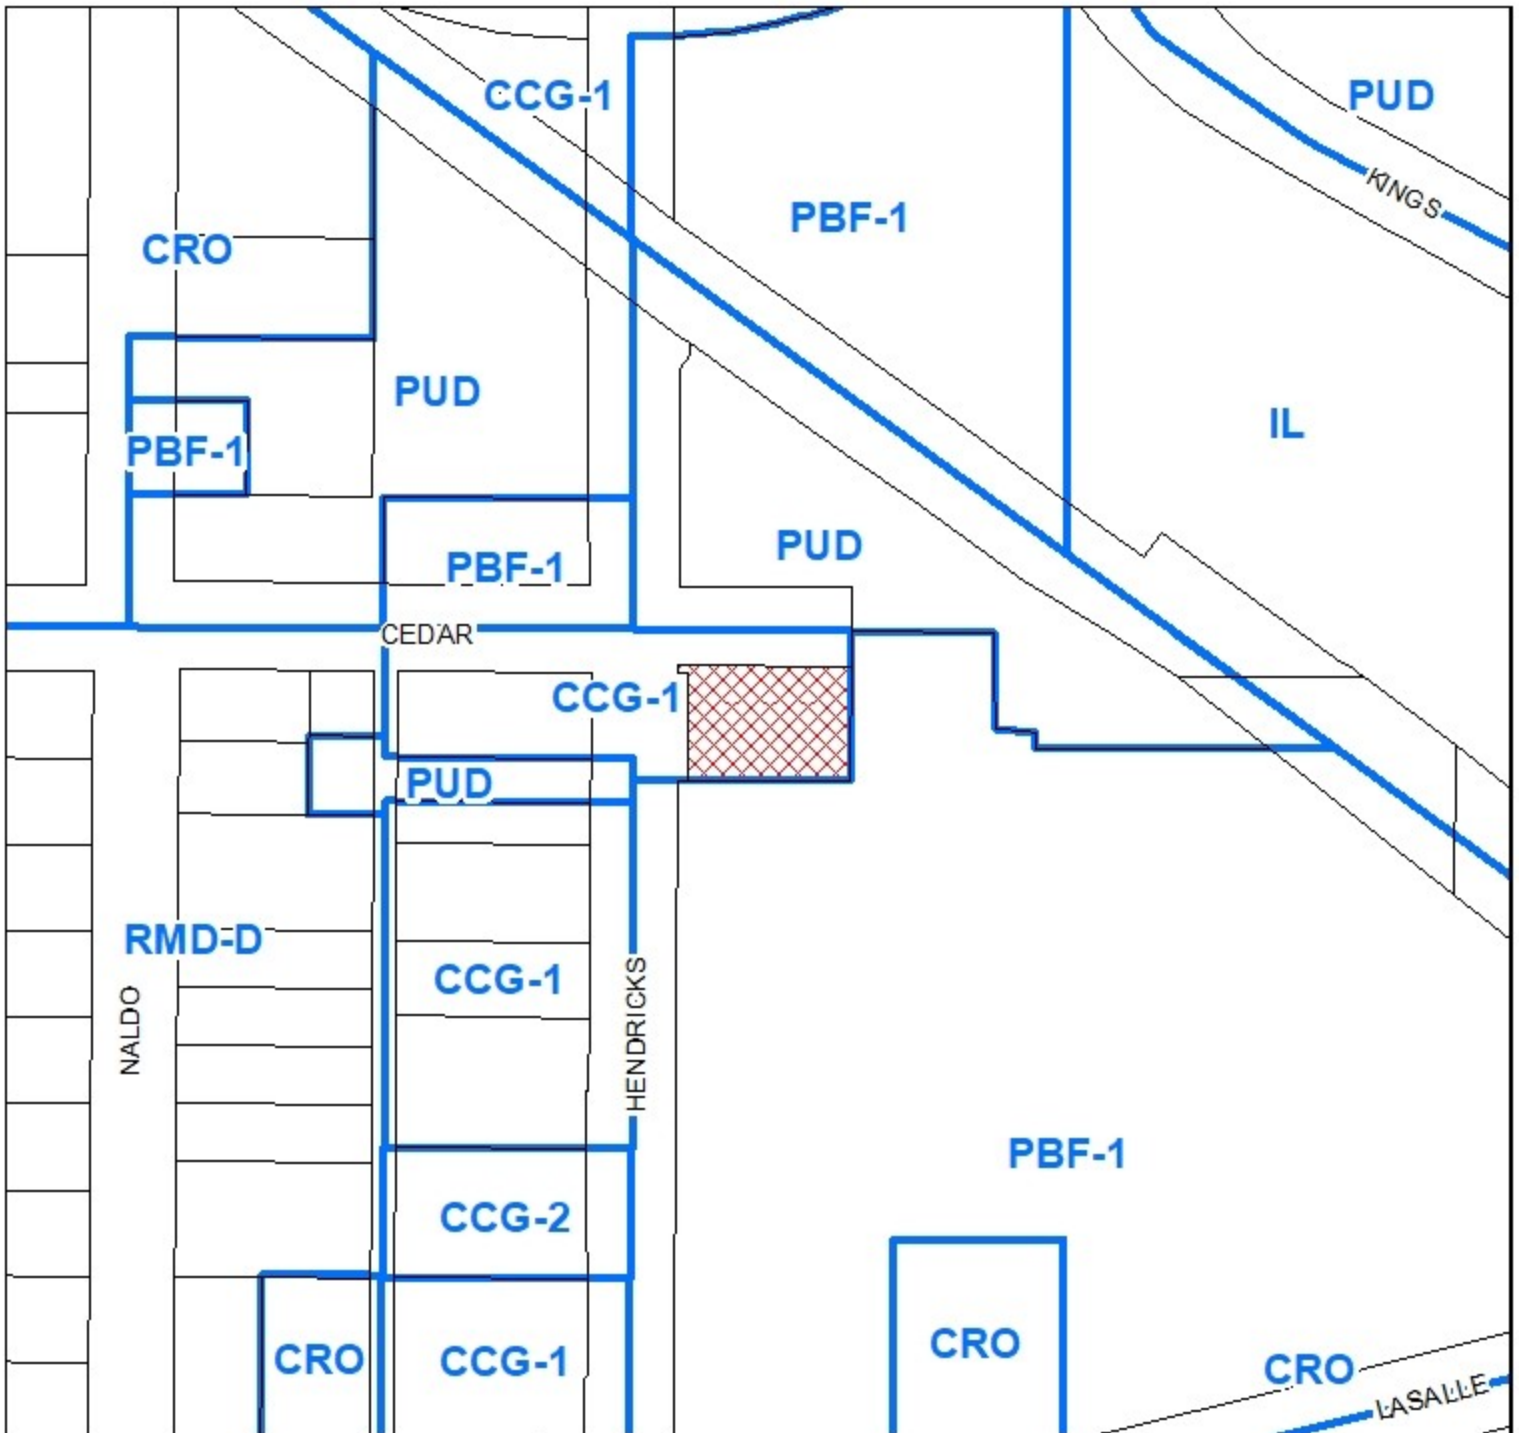 CCG-1
PUD
KINGS
PBF-1
CRO
PUD
IL
PBF-1
PUD
PBF-1
CEDAR
CCG-1
PUD
RMD-D
CCG-1
NALDO
HENDRICKS
PBF-1
CCG-2
CRO
CCG-1
CRO
CRO
LASALLE